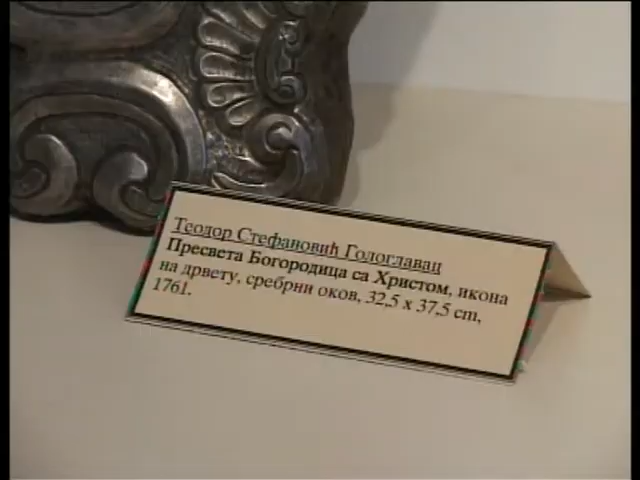 Теодор Стефановић Гологлавац
Пресвета Богородица са Христом, икона
на дрвету, сребрни оков, 32,5 х 37,5 cm,
1761.